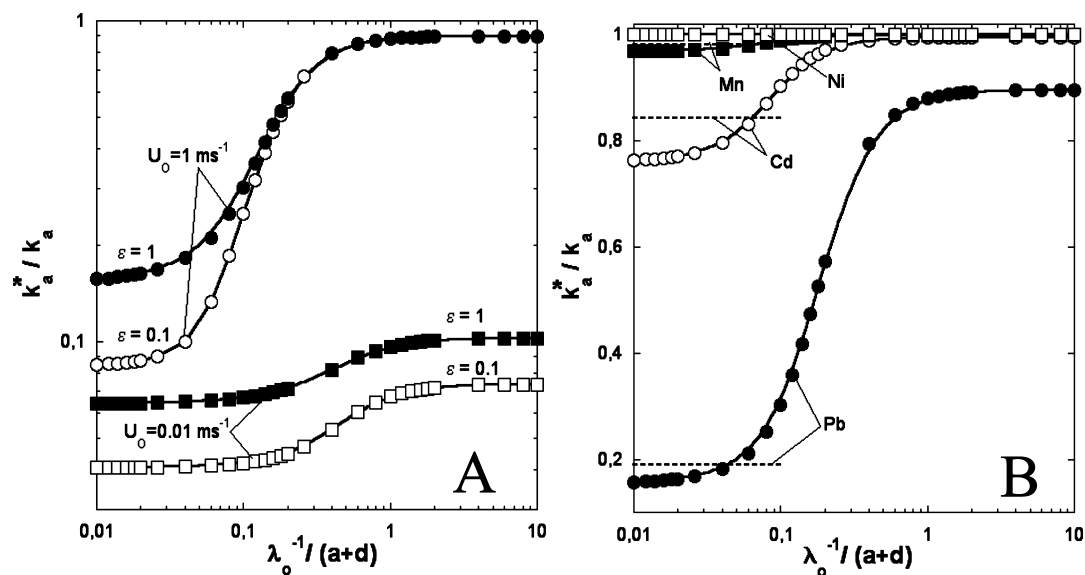 1
U₀=1 ms⁻¹
k*ₐ / kₐ
ε = 1
ε = 0.1
0,1
ε = 1
ε = 0.1
U₀=0.01 ms⁻¹
A
0,01 0,1 1 10
λ₀⁻¹/ (a+d)
1
Mn
Ni
0,8
Cd
k*ₐ / kₐ
0,6
0,4
Pb
0,2
B
0,01 0,1 1 10
λ₀⁻¹/ (a+d)